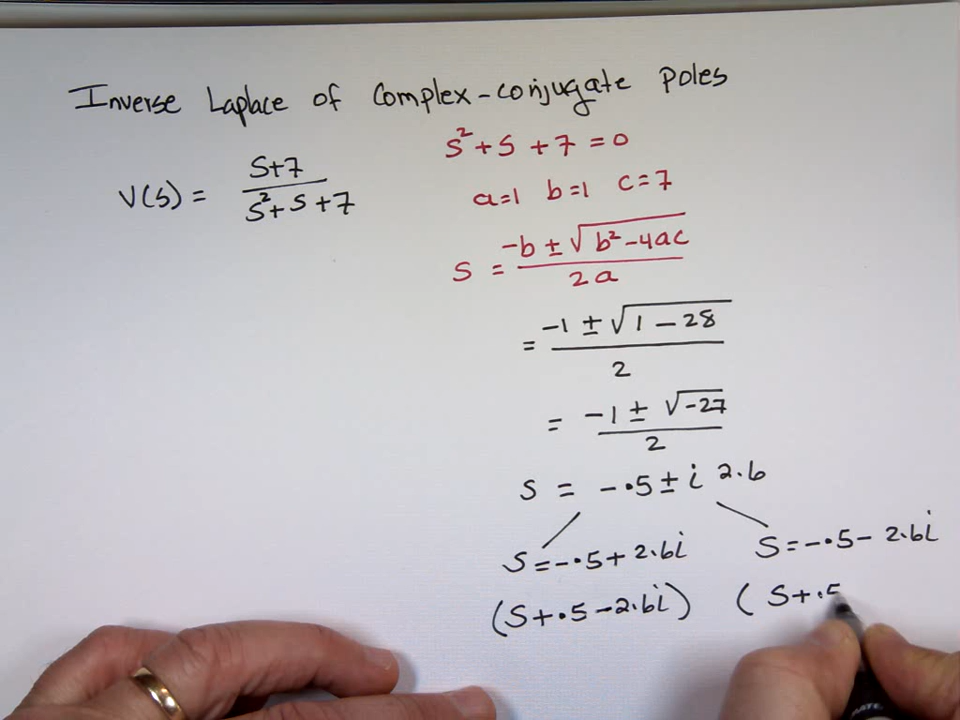 Inverse Laplace of Complex-conjugate Poles
V(s) = S+7 / S²+S+7
S²+S+7=0
a=1 b=1 c=7
S = -b±√b²-4ac / 2a
= -1±√1-28 / 2
= -1±√-27 / 2
S = -.5±i 2.6
S=-.5+2.6i S=-.5-2.6i
(S+.5-2.6i) (S+.5